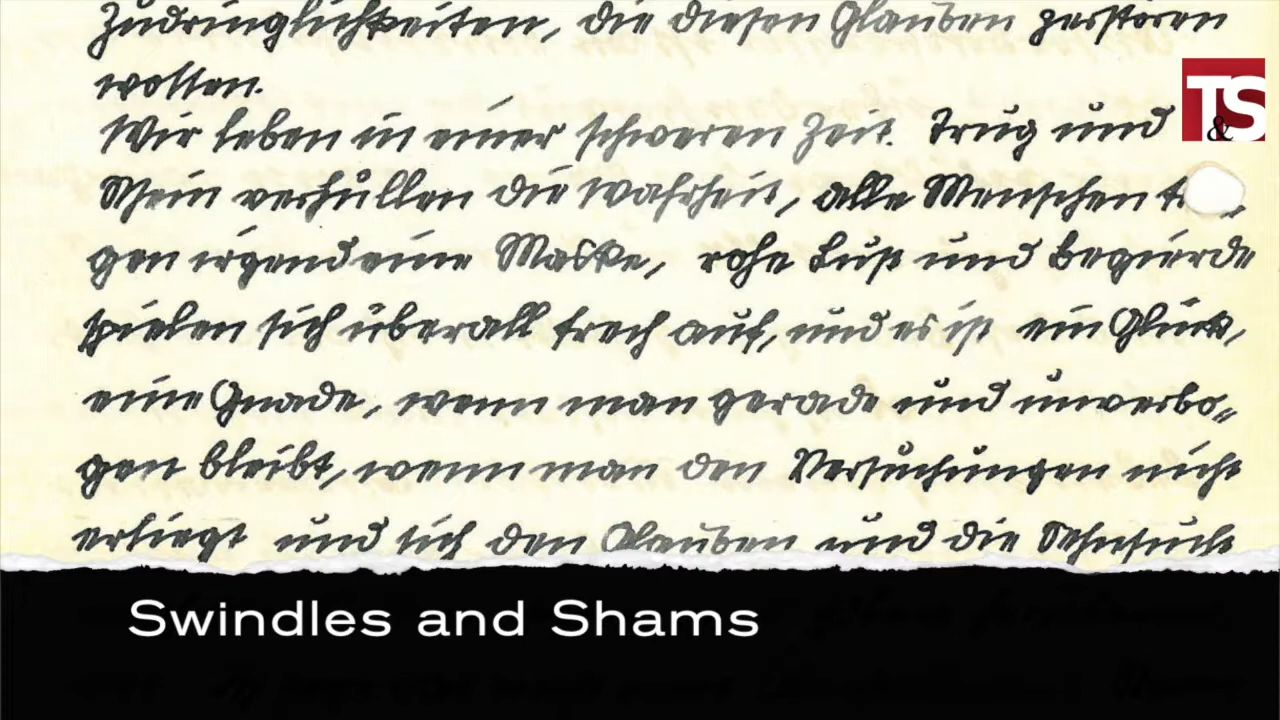 Zudringlichkeiten, die diesen Glauben zerstören
wollen.
Wir leben in einer schweren Zeit. Trug und
T&S
Schein verhüllen die Wahrheit, alle Menschen
gen irgendeine Maske, rohe Lust und Begierde
spielen sich überall frech auf, und es ist ein Glück,
eine Gnade, wenn man gerade und unverbo-
gen bleibt, wenn man den Versuchungen nicht
erliegt und sich den Glauben und die Sehnsucht
Swindles and Shams